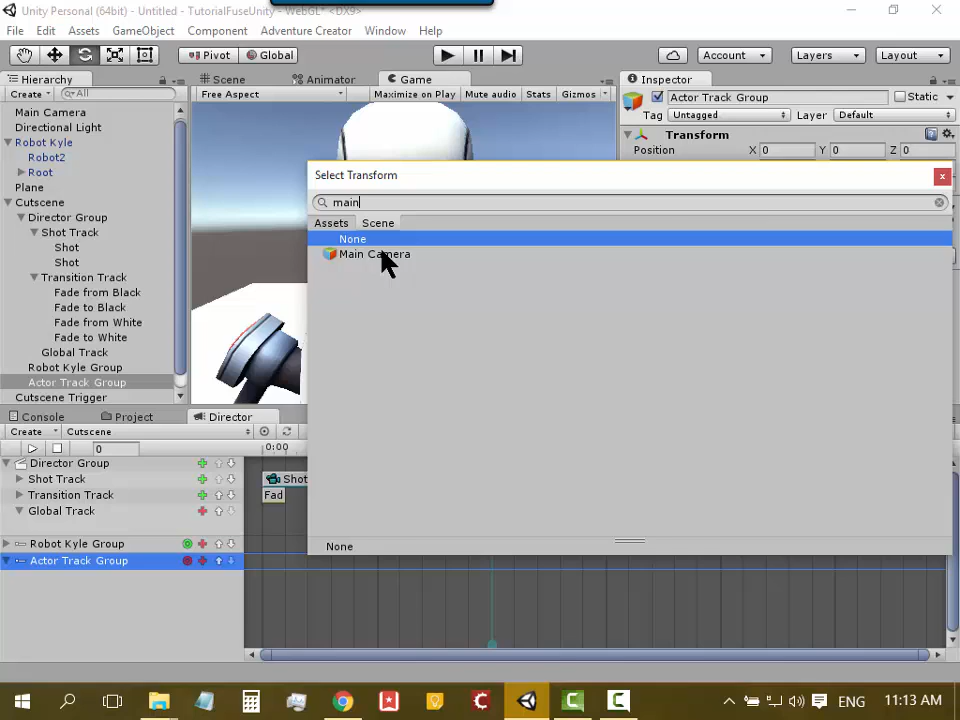 Unity Personal (64bit) - Untitled - TutorialFuseUnity - WebGL* <DX9>
File Edit Assets GameObject Component Adventure Creator Window Help
Pivot Global Account Layers Layout
Hierarchy Scene Animator Game Inspector
Create All Free Aspect Maximize on Play Mute audio Stats Gizmos Actor Track Group Static
Tag Untagged Layer Default
Main Camera
Directional Light
Robot Kyle
Robot2
Root
Plane
Cutscene
Director Group
Shot Track
Shot
Shot
Transition Track
Fade from Black
Fade to Black
Fade from White
Fade to White
Global Track
Robot Kyle Group
Actor Track Group
Cutscene Trigger
Transform
Position X 0 Y 0 Z 0
Select Transform
main
Assets Scene
None
Main Camera
None
Console Project Director
Create Cutscene
0 0:00
Director Group
Shot Track Shot
Transition Track Fad
Global Track
Robot Kyle Group
Actor Track Group
ENG 11:13 AM